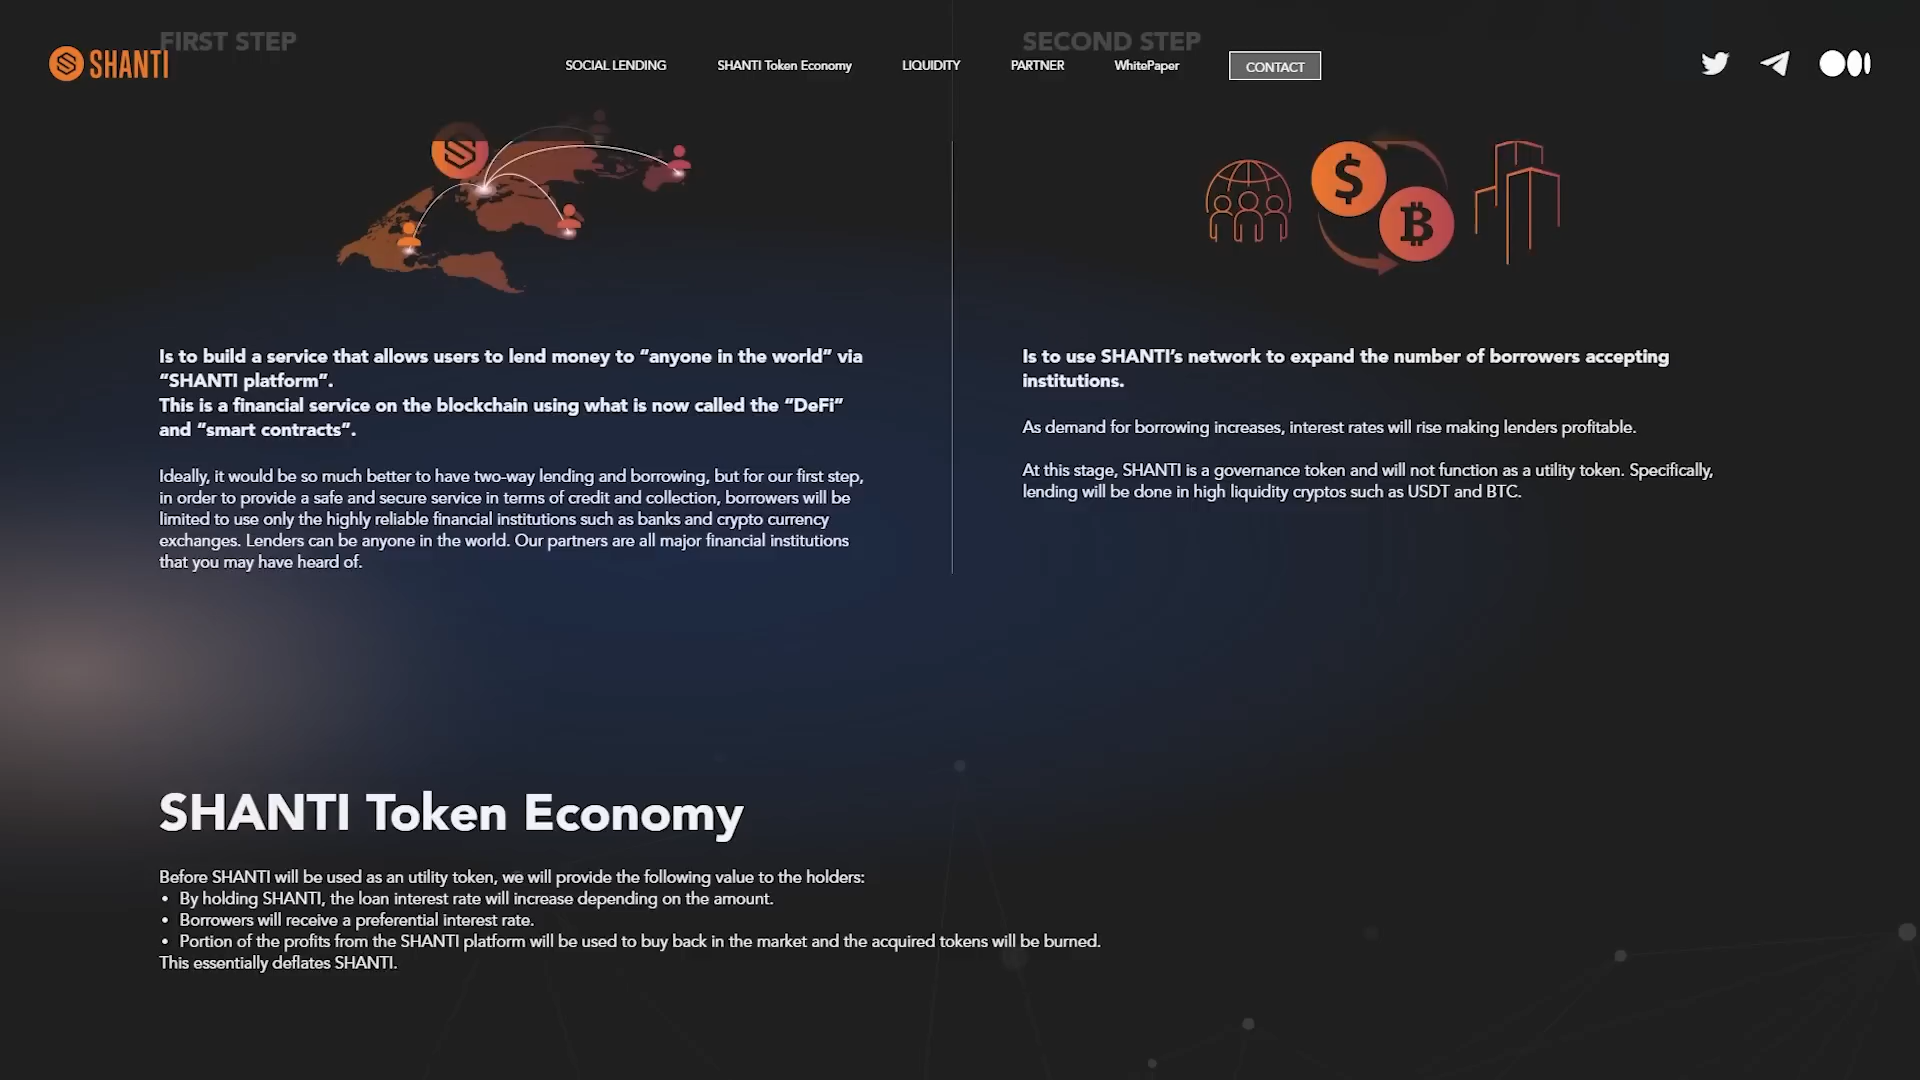 FIRST STEP
SECOND STEP
SHANTI
SOCIAL LENDING
SHANTI Token Economy
LIQUIDITY
PARTNER
WhitePaper
CONTACT
Is to build a service that allows users to lend money to “anyone in the world” via
“SHANTI platform”.
This is a financial service on the blockchain using what is now called the “DeFi”
and “smart contracts”.
Ideally, it would be so much better to have two-way lending and borrowing, but for our first step,
in order to provide a safe and secure service in terms of credit and collection, borrowers will be
limited to use only the highly reliable financial institutions such as banks and crypto currency
exchanges. Lenders can be anyone in the world. Our partners are all major financial institutions
that you may have heard of.
Is to use SHANTI’s network to expand the number of borrowers accepting
institutions.
As demand for borrowing increases, interest rates will rise making lenders profitable.
At this stage, SHANTI is a governance token and will not function as a utility token. Specifically,
lending will be done in high liquidity cryptos such as USDT and BTC.
SHANTI Token Economy
Before SHANTI will be used as an utility token, we will provide the following value to the holders:
• By holding SHANTI, the loan interest rate will increase depending on the amount.
• Borrowers will receive a preferential interest rate.
• Portion of the profits from the SHANTI platform will be used to buy back in the market and the acquired tokens will be burned.
This essentially deflates SHANTI.